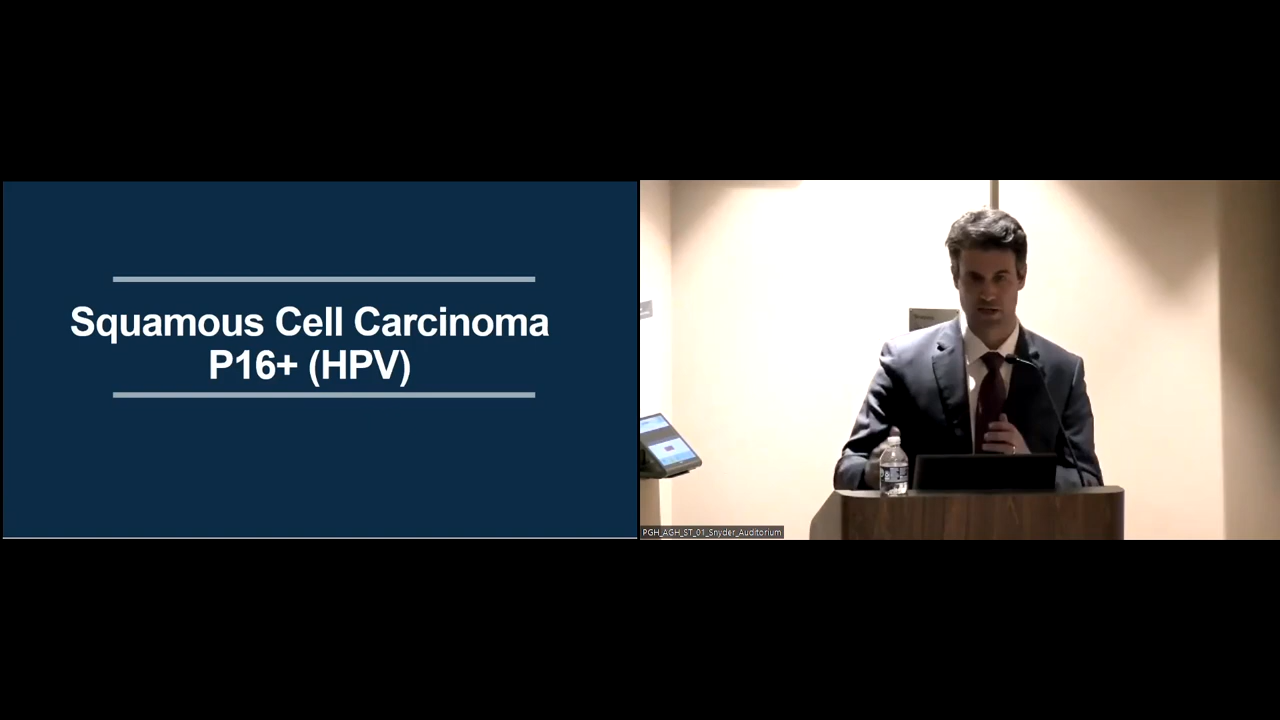 Squamous Cell Carcinoma
P16+ (HPV)
PGH_AGH_ST_01_Snyder_Auditorium